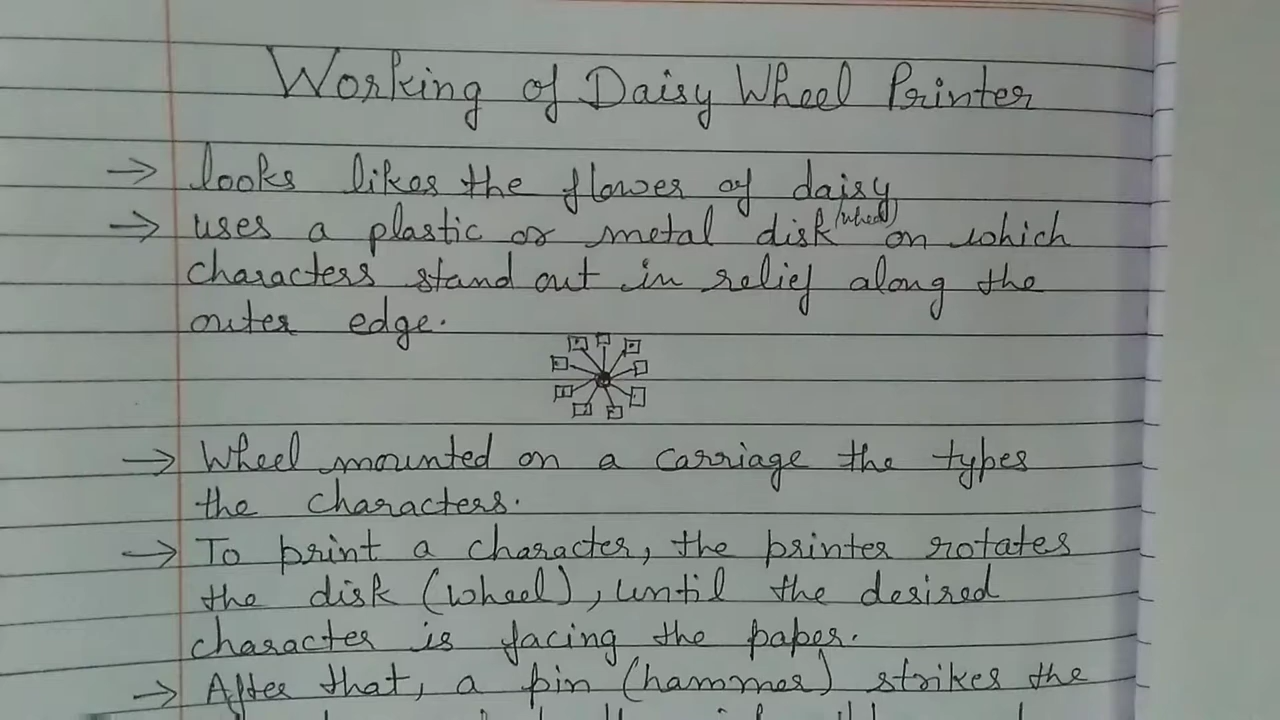 Working of Daisy Wheel Printer
→ looks likes the flower of daisy
→ uses a plastic or metal disk (wheel) on which
characters stand out in relief along the
outer edge.
→ Wheel mounted on a carriage the types
the characters.
→ To print a character, the printer rotates
the disk (wheel), until the desired
character is facing the paper.
→ After that, a pin (hammer) strikes the